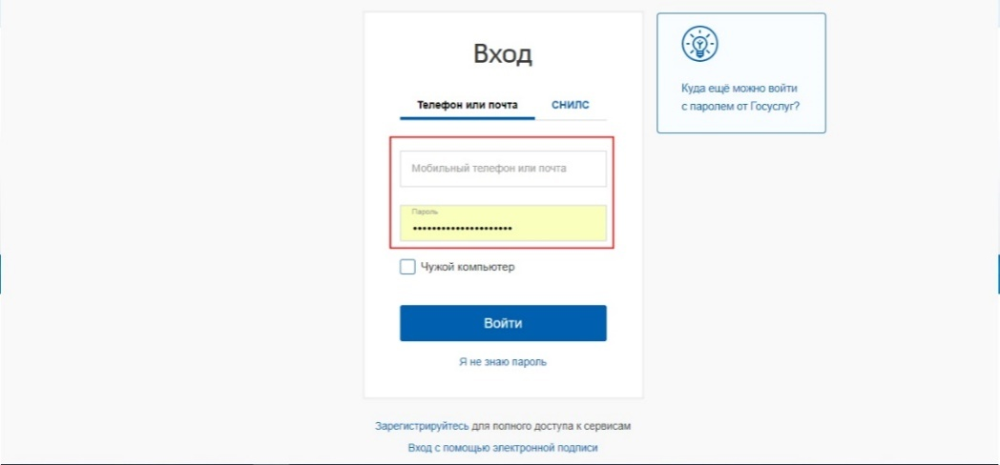 Вход
Телефон или почта СНИЛС
Мобильный телефон или почта
Пароль
•••••••••••••••••••••
Чужой компьютер
Войти
Я не знаю пароль
Зарегистрируйтесь для полного доступа к сервисам
Вход с помощью электронной подписи
Куда ещё можно войти
с паролем от Госуслуг?